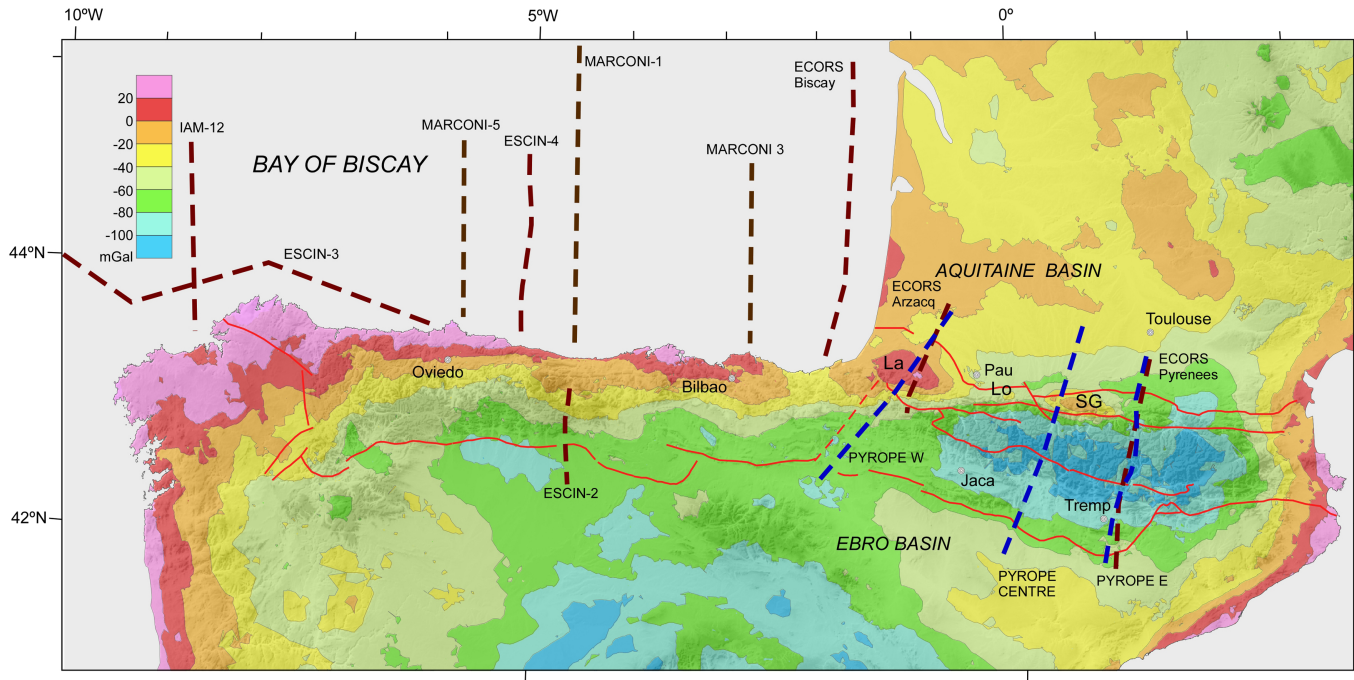 10ºW
5ºW
0º
MARCONI-1
ECORS
Biscay
20
0
-20
-40
-60
-80
-100
mGal
IAM-12
MARCONI-5
ESCIN-4
MARCONI 3
BAY OF BISCAY
44ºN
ESCIN-3
AQUITAINE BASIN
ECORS
Arzacq
Toulouse
Oviedo
Bilbao
La
Pau
Lo
SG
ECORS
Pyrenees
PYROPE W
ESCIN-2
Jaca
Tremp
42ºN
EBRO BASIN
PYROPE
CENTRE
PYROPE E